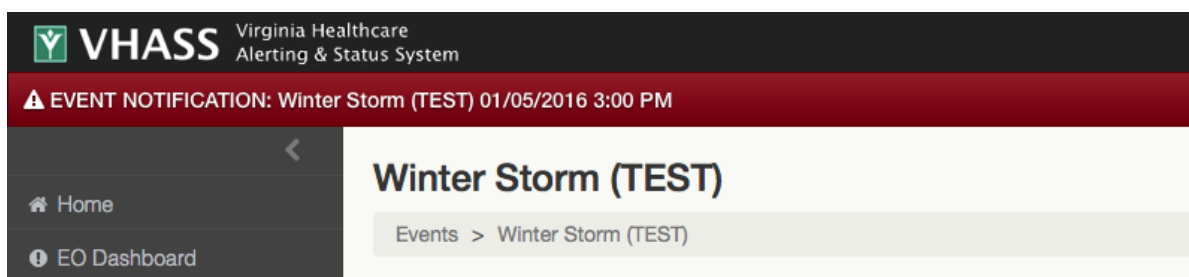 VHASS Virginia Healthcare
Alerting & Status System
EVENT NOTIFICATION: Winter Storm (TEST) 01/05/2016 3:00 PM
Winter Storm (TEST)
Home
Events > Winter Storm (TEST)
EO Dashboard